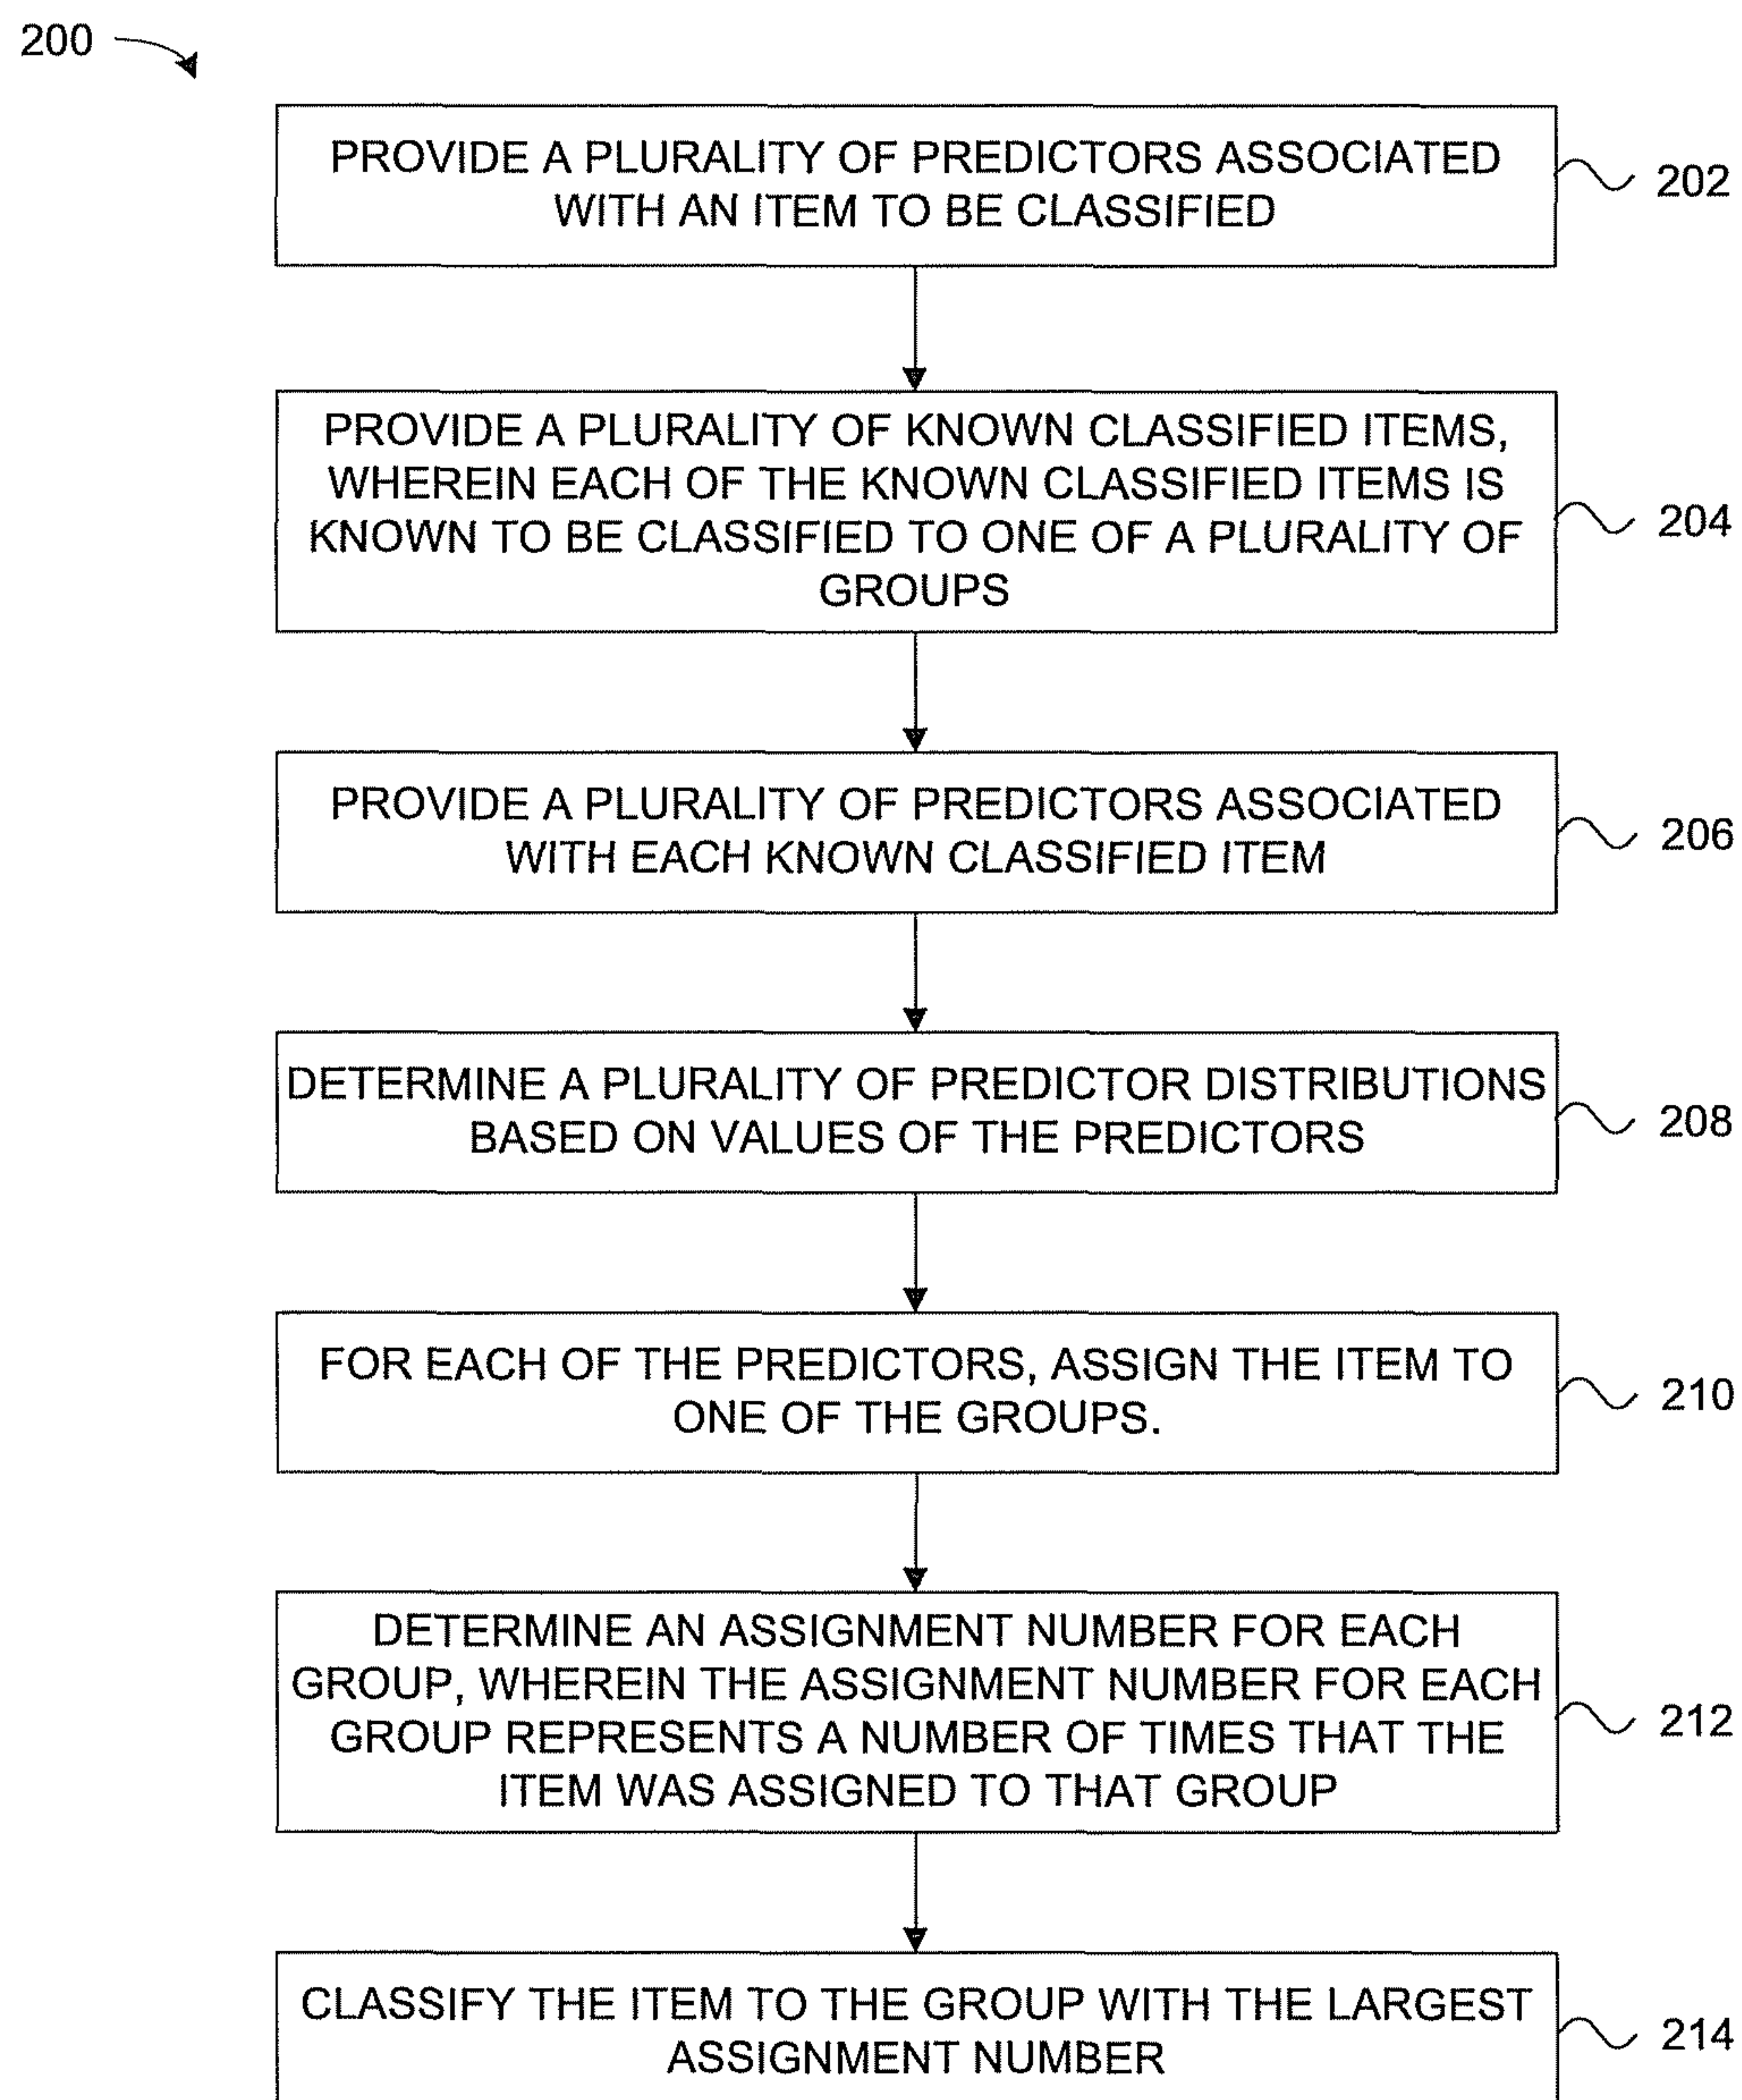 200
PROVIDE A PLURALITY OF PREDICTORS ASSOCIATED
WITH AN ITEM TO BE CLASSIFIED
202
PROVIDE A PLURALITY OF KNOWN CLASSIFIED ITEMS,
WHEREIN EACH OF THE KNOWN CLASSIFIED ITEMS IS
KNOWN TO BE CLASSIFIED TO ONE OF A PLURALITY OF
GROUPS
204
PROVIDE A PLURALITY OF PREDICTORS ASSOCIATED
WITH EACH KNOWN CLASSIFIED ITEM
206
DETERMINE A PLURALITY OF PREDICTOR DISTRIBUTIONS
BASED ON VALUES OF THE PREDICTORS
208
FOR EACH OF THE PREDICTORS, ASSIGN THE ITEM TO
ONE OF THE GROUPS.
210
DETERMINE AN ASSIGNMENT NUMBER FOR EACH
GROUP, WHEREIN THE ASSIGNMENT NUMBER FOR EACH
GROUP REPRESENTS A NUMBER OF TIMES THAT THE
ITEM WAS ASSIGNED TO THAT GROUP
212
CLASSIFY THE ITEM TO THE GROUP WITH THE LARGEST
ASSIGNMENT NUMBER
214